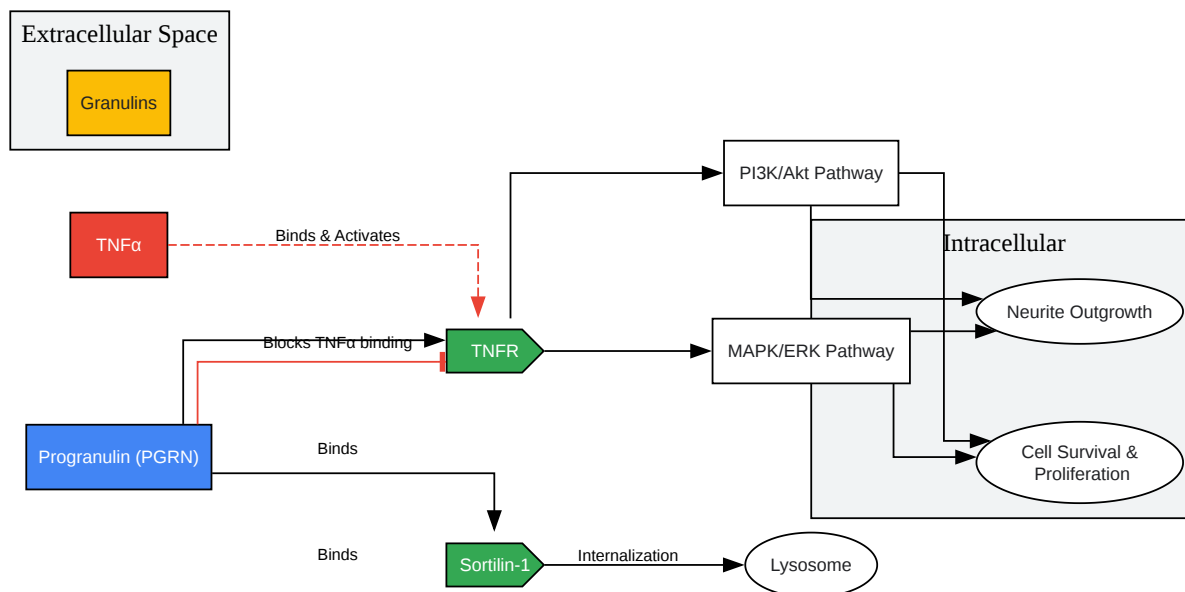 Extracellular Space
Granulins
TNFα
Binds & Activates
PI3K/Akt Pathway
Intracellular
Neurite Outgrowth
Blocks TNFα binding
TNFR
MAPK/ERK Pathway
Progranulin (PGRN)
Binds
Cell Survival &
Proliferation
Binds
Sortilin-1
Internalization
Lysosome